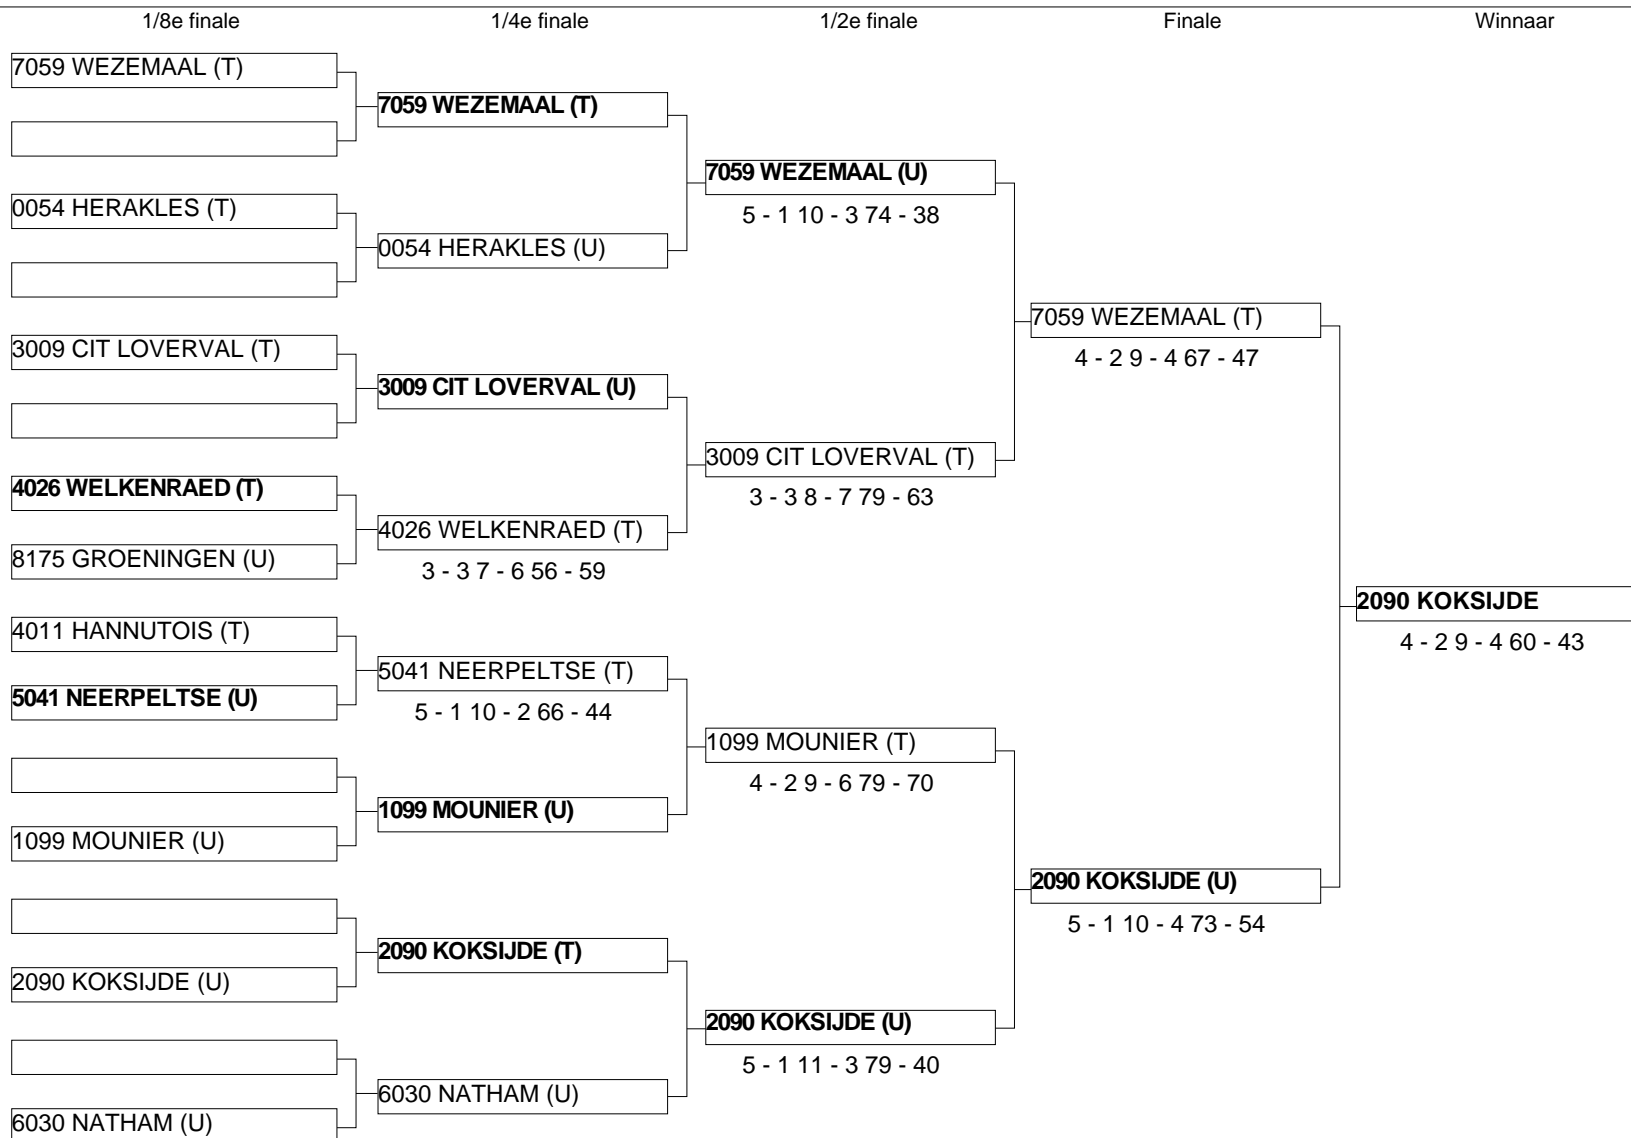 1/8e finale
1/4e finale
1/2e finale
Finale
Winnaar
7059 WEZEMAAL (T)
0054 HERAKLES (T)
3009 CIT LOVERVAL (T)
4026 WELKENRAED (T)
8175 GROENINGEN (U)
4011 HANNUTOIS (T)
5041 NEERPELTSE (U)
1099 MOUNIER (U)
2090 KOKSIJDE (U)
6030 NATHAM (U)
7059 WEZEMAAL (T)
0054 HERAKLES (U)
3009 CIT LOVERVAL (U)
4026 WELKENRAED (T)
3 - 3 7 - 6 56 - 59
5041 NEERPELTSE (T)
5 - 1 10 - 2 66 - 44
1099 MOUNIER (U)
2090 KOKSIJDE (T)
6030 NATHAM (U)
7059 WEZEMAAL (U)
5 - 1 10 - 3 74 - 38
3009 CIT LOVERVAL (T)
3 - 3 8 - 7 79 - 63
1099 MOUNIER (T)
4 - 2 9 - 6 79 - 70
2090 KOKSIJDE (U)
5 - 1 11 - 3 79 - 40
7059 WEZEMAAL (T)
4 - 2 9 - 4 67 - 47
2090 KOKSIJDE (U)
5 - 1 10 - 4 73 - 54
2090 KOKSIJDE
4 - 2 9 - 4 60 - 43